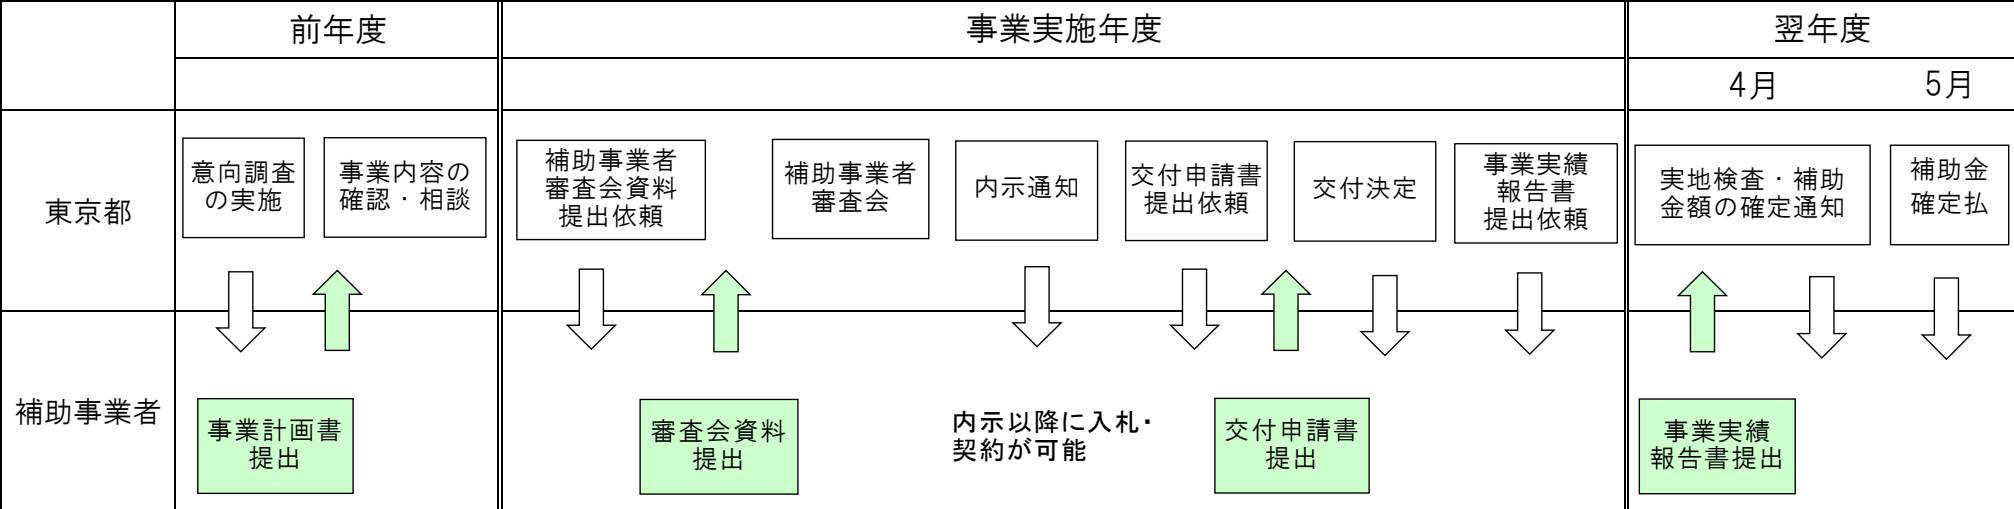 前年度
事業実施年度
翌年度
4月
5月
東京都
意向調査
の実施
事業内容の
確認・相談
補助事業者
審査会資料
提出依頼
補助事業者
審査会
内示通知
交付申請書
提出依頼
交付決定
事業実績
報告書
提出依頼
実地検査・補助
金額の確定通知
補助金
確定払
補助事業者
事業計画書
提出
審査会資料
提出
内示以降に入札・
契約が可能
交付申請書
提出
事業実績
報告書提出